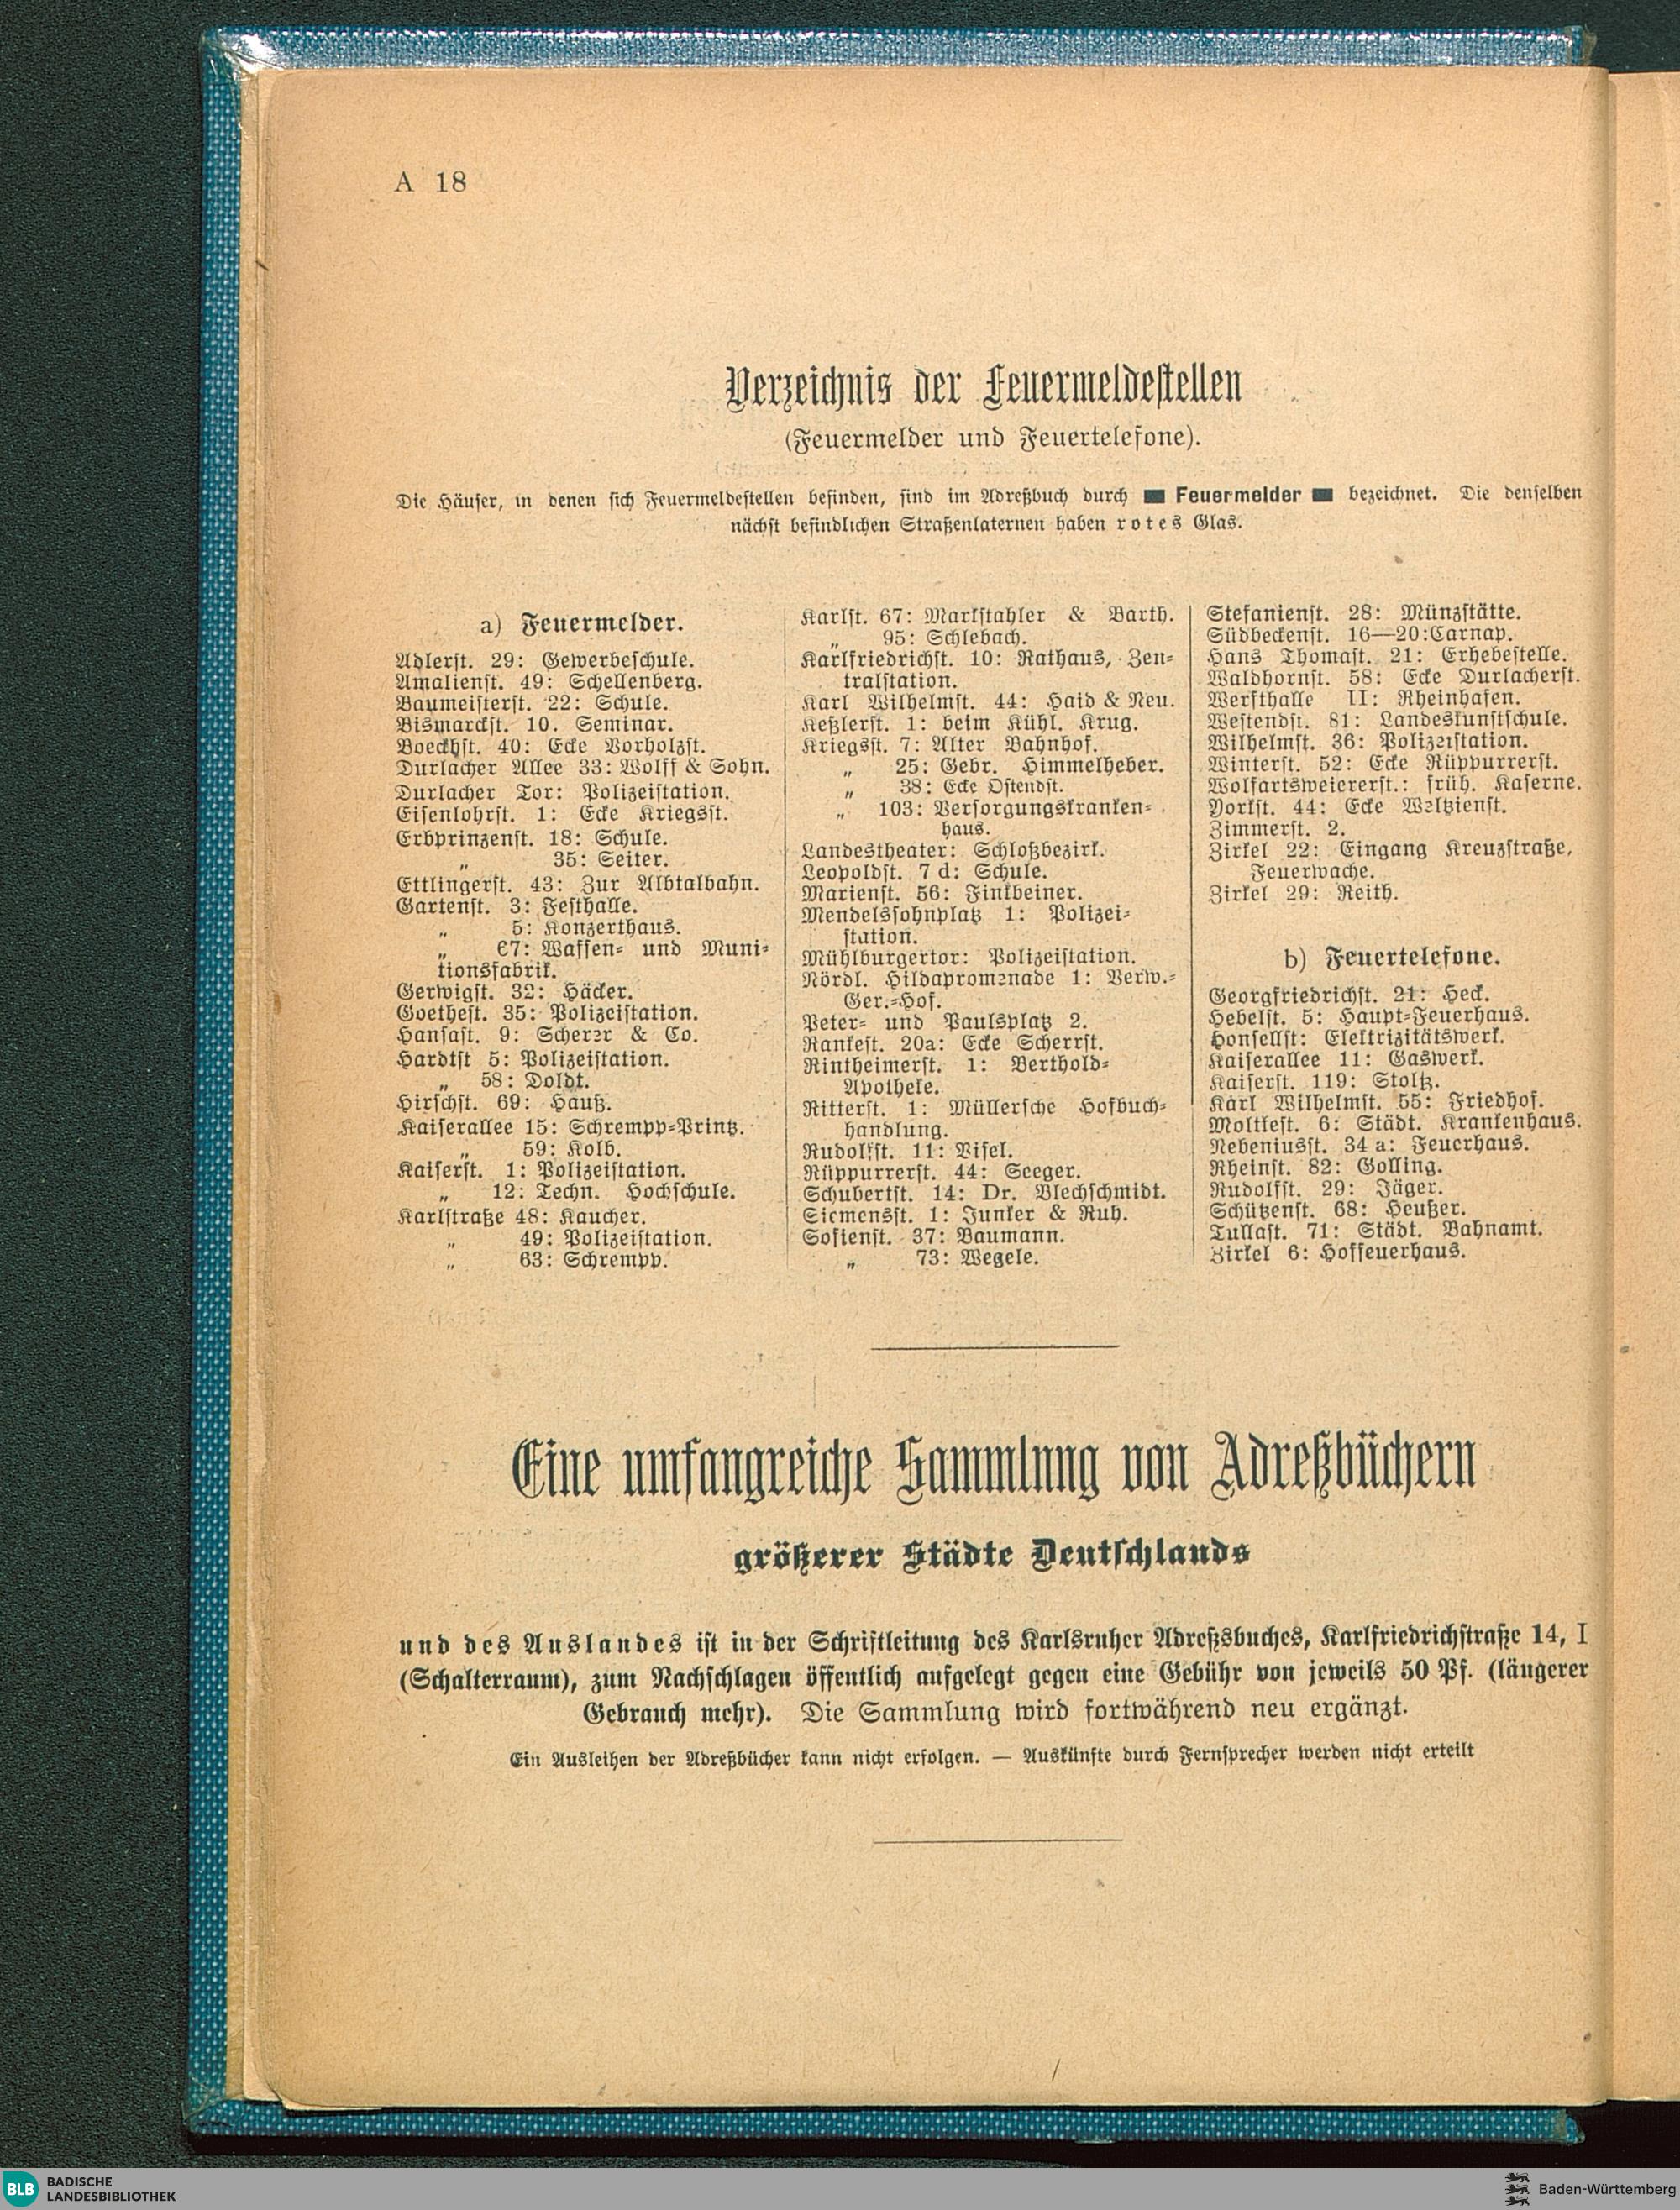 A 18
Verzeichnis der Feuermeldestellen
(Feuermelder und Feuertelefone).
Die Häuser, in denen sich Feuermeldestellen befinden, sind im Adreßbuch durch ▬ Feuermelder ▬ bezeichnet. Die denselben
nächst befindlichen Straßenlaternen haben rotes Glas.
a) Feuermelder.
Adlerst. 29: Gewerbeschule.
Amalienst. 49: Schellenberg.
Baumeisterst. 22: Schule.
Bismarckst. 10. Seminar.
Boeckhst. 40: Ecke Vorholzst.
Durlacher Allee 33: Wolff & Sohn.
Durlacher Tor: Polizeistation.
Eisenlohrst. 1: Ecke Kriegsst.
Erbprinzenst. 18: Schule.
„ 35: Seiter.
Ettlingerst. 43: Zur Albtalbahn.
Gartenst. 3: Festhalle.
„ 5: Konzerthaus.
„ 67: Waffen- und Muni-
tionsfabrik.
Gerwigst. 32: Häcker.
Goethest. 35: Polizeistation.
Hansast. 9: Scherer & Co.
Hardtst 5: Polizeistation.
„ 58: Doldt.
Hirschst. 69: Hauß.
Kaiserallee 15: Schrempp-Printz.
„ 59: Kolb.
Kaiserst. 1: Polizeistation.
„ 12: Techn. Hochschule.
Karlstraße 48: Kaucher.
„ 49: Polizeistation.
„ 63: Schrempp.
Karlst. 67: Markstahler & Barth.
„ 95: Schlebach.
Karlfriedrichst. 10: Rathaus, Zen-
tralstation.
Karl Wilhelmst. 44: Haid & Neu.
Keßlerst. 1: beim Kühl. Krug.
Kriegsst. 7: Alter Bahnhof.
„ 25: Gebr. Himmelheber.
„ 38: Ecke Ostendst.
„ 103: Versorgungskranken-
haus.
Landestheater: Schloßbezirk.
Leopoldst. 7 d: Schule.
Marienst. 56: Finkbeiner.
Mendelssohnplatz 1: Polizei-
station.
Mühlburgertor: Polizeistation.
Nördl. Hildapromenade 1: Verw.-
Ger.-Hof.
Peter- und Paulsplatz 2.
Rankest. 20a: Ecke Scherrst.
Rintheimerst. 1: Berthold-
Apotheke.
Ritterst. 1: Müllersche Hofbuch-
handlung.
Rudolfst. 11: Visel.
Rüppurrerst. 44: Seeger.
Schubertst. 14: Dr. Blechschmidt.
Siemensst. 1: Junker & Ruh.
Sofienst. 37: Baumann.
„ 73: Wegele.
Stefanienst. 28: Münzstätte.
Südbeckenst. 16—20: Carnap.
Hans Thomast. 21: Erhebestelle.
Waldhornst. 58: Ecke Durlacherst.
Werfthalle II: Rheinhafen.
Westendst. 81: Landeskunstschule.
Wilhelmst. 36: Polizeistation.
Winterst. 52: Ecke Rüppurrerst.
Wolfartsweiererst.: früh. Kaserne.
Yorkst. 44: Ecke Weltzienst.
Zimmerst. 2.
Zirkel 22: Eingang Kreuzstraße,
Feuerwache.
Zirkel 29: Reith.
b) Feuertelefone.
Georgfriedrichst. 21: Heck.
Hebelst. 5: Haupt-Feuerhaus.
Honsellst: Elektrizitätswerk.
Kaiserallee 11: Gaswerk.
Kaiserst. 119: Stoltz.
Karl Wilhelmst. 55: Friedhof.
Moltkest. 6: Städt. Krankenhaus.
Nebeniusst. 34 a: Feuerhaus.
Rheinst. 82: Golling.
Rudolfst. 29: Jäger.
Schützenst. 68: Heußer.
Tullast. 71: Städt. Bahnamt.
Zirkel 6: Hoffeuerhaus.
Eine umfangreiche Sammlung von Adreßbüchern
größerer Städte Deutschlands
und des Auslandes ist in der Schriftleitung des Karlsruher Adreßsbuches, Karlfriedrichstraße 14, I
(Schalterraum), zum Nachschlagen öffentlich aufgelegt gegen eine Gebühr von jeweils 50 Pf. (längerer
Gebrauch mehr). Die Sammlung wird fortwährend neu ergänzt.
Ein Ausleihen der Adreßbücher kann nicht erfolgen. — Auskünfte durch Fernsprecher werden nicht erteilt
BLB BADISCHE
LANDESBIBLIOTHEK
Baden-Württemberg